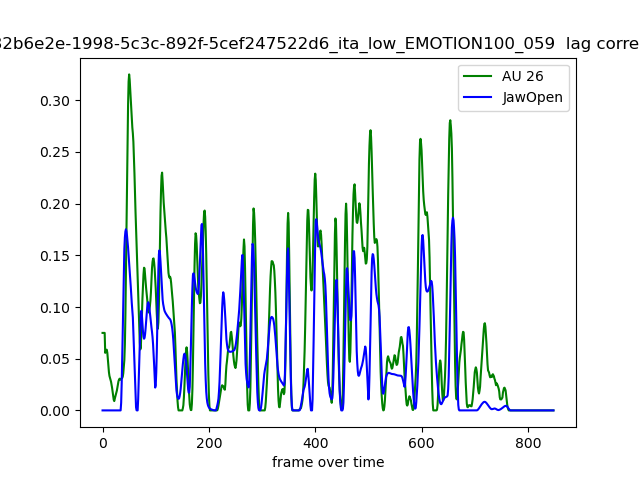 32b6e2e-1998-5c3c-892f-5cef247522d6_ita_low_EMOTION100_059 lag corre
AU 26
JawOpen
0.30
0.25
0.20
0.15
0.10
0.05
0.00
0 200 400 600 800
frame over time